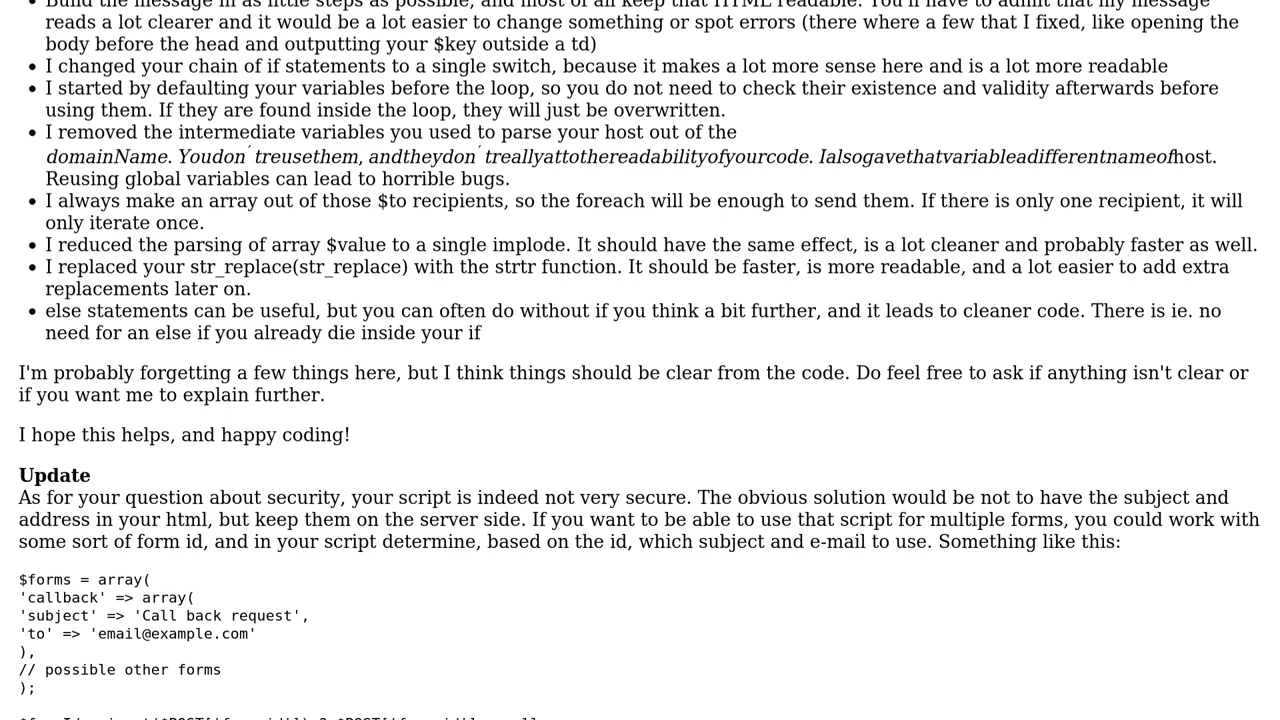 Build the message in as little steps as possible, and most of all keep that HTML readable. You'll have to admit that my message
reads a lot clearer and it would be a lot easier to change something or spot errors (there where a few that I fixed, like opening the
body before the head and outputting your $key outside a td)
I changed your chain of if statements to a single switch, because it makes a lot more sense here and is a lot more readable
I started by defaulting your variables before the loop, so you do not need to check their existence and validity afterwards before
using them. If they are found inside the loop, they will just be overwritten.
I removed the intermediate variables you used to parse your host out of the
domainName.Youdon′treusethem,andtheydon′treallyattothereadabilityofyourcode.Ialsogavethatvariableadifferentnameofhost.
Reusing global variables can lead to horrible bugs.
I always make an array out of those $to recipients, so the foreach will be enough to send them. If there is only one recipient, it will
only iterate once.
I reduced the parsing of array $value to a single implode. It should have the same effect, is a lot cleaner and probably faster as well.
I replaced your str_replace(str_replace) with the strtr function. It should be faster, is more readable, and a lot easier to add extra
replacements later on.
else statements can be useful, but you can often do without if you think a bit further, and it leads to cleaner code. There is ie. no
need for an else if you already die inside your if
I'm probably forgetting a few things here, but I think things should be clear from the code. Do feel free to ask if anything isn't clear or
if you want me to explain further.
I hope this helps, and happy coding!
Update
As for your question about security, your script is indeed not very secure. The obvious solution would be not to have the subject and
address in your html, but keep them on the server side. If you want to be able to use that script for multiple forms, you could work with
some sort of form id, and in your script determine, based on the id, which subject and e-mail to use. Something like this:
$forms = array(
'callback' => array(
'subject' => 'Call back request',
'to' => 'email@example.com'
),
// possible other forms
);